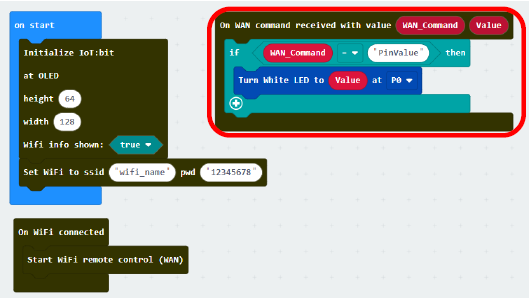 on start
Initialize IoT:bit
at OLED
height 64
width 128
Wifi info shown: true
Set WiFi to ssid "wifi_name" pwd "12345678"
On WiFi connected
Start WiFi remote control (WAN)
On WAN command received with value WAN_Command Value
if WAN_Command = "PinValue" then
Turn White LED to Value at P0